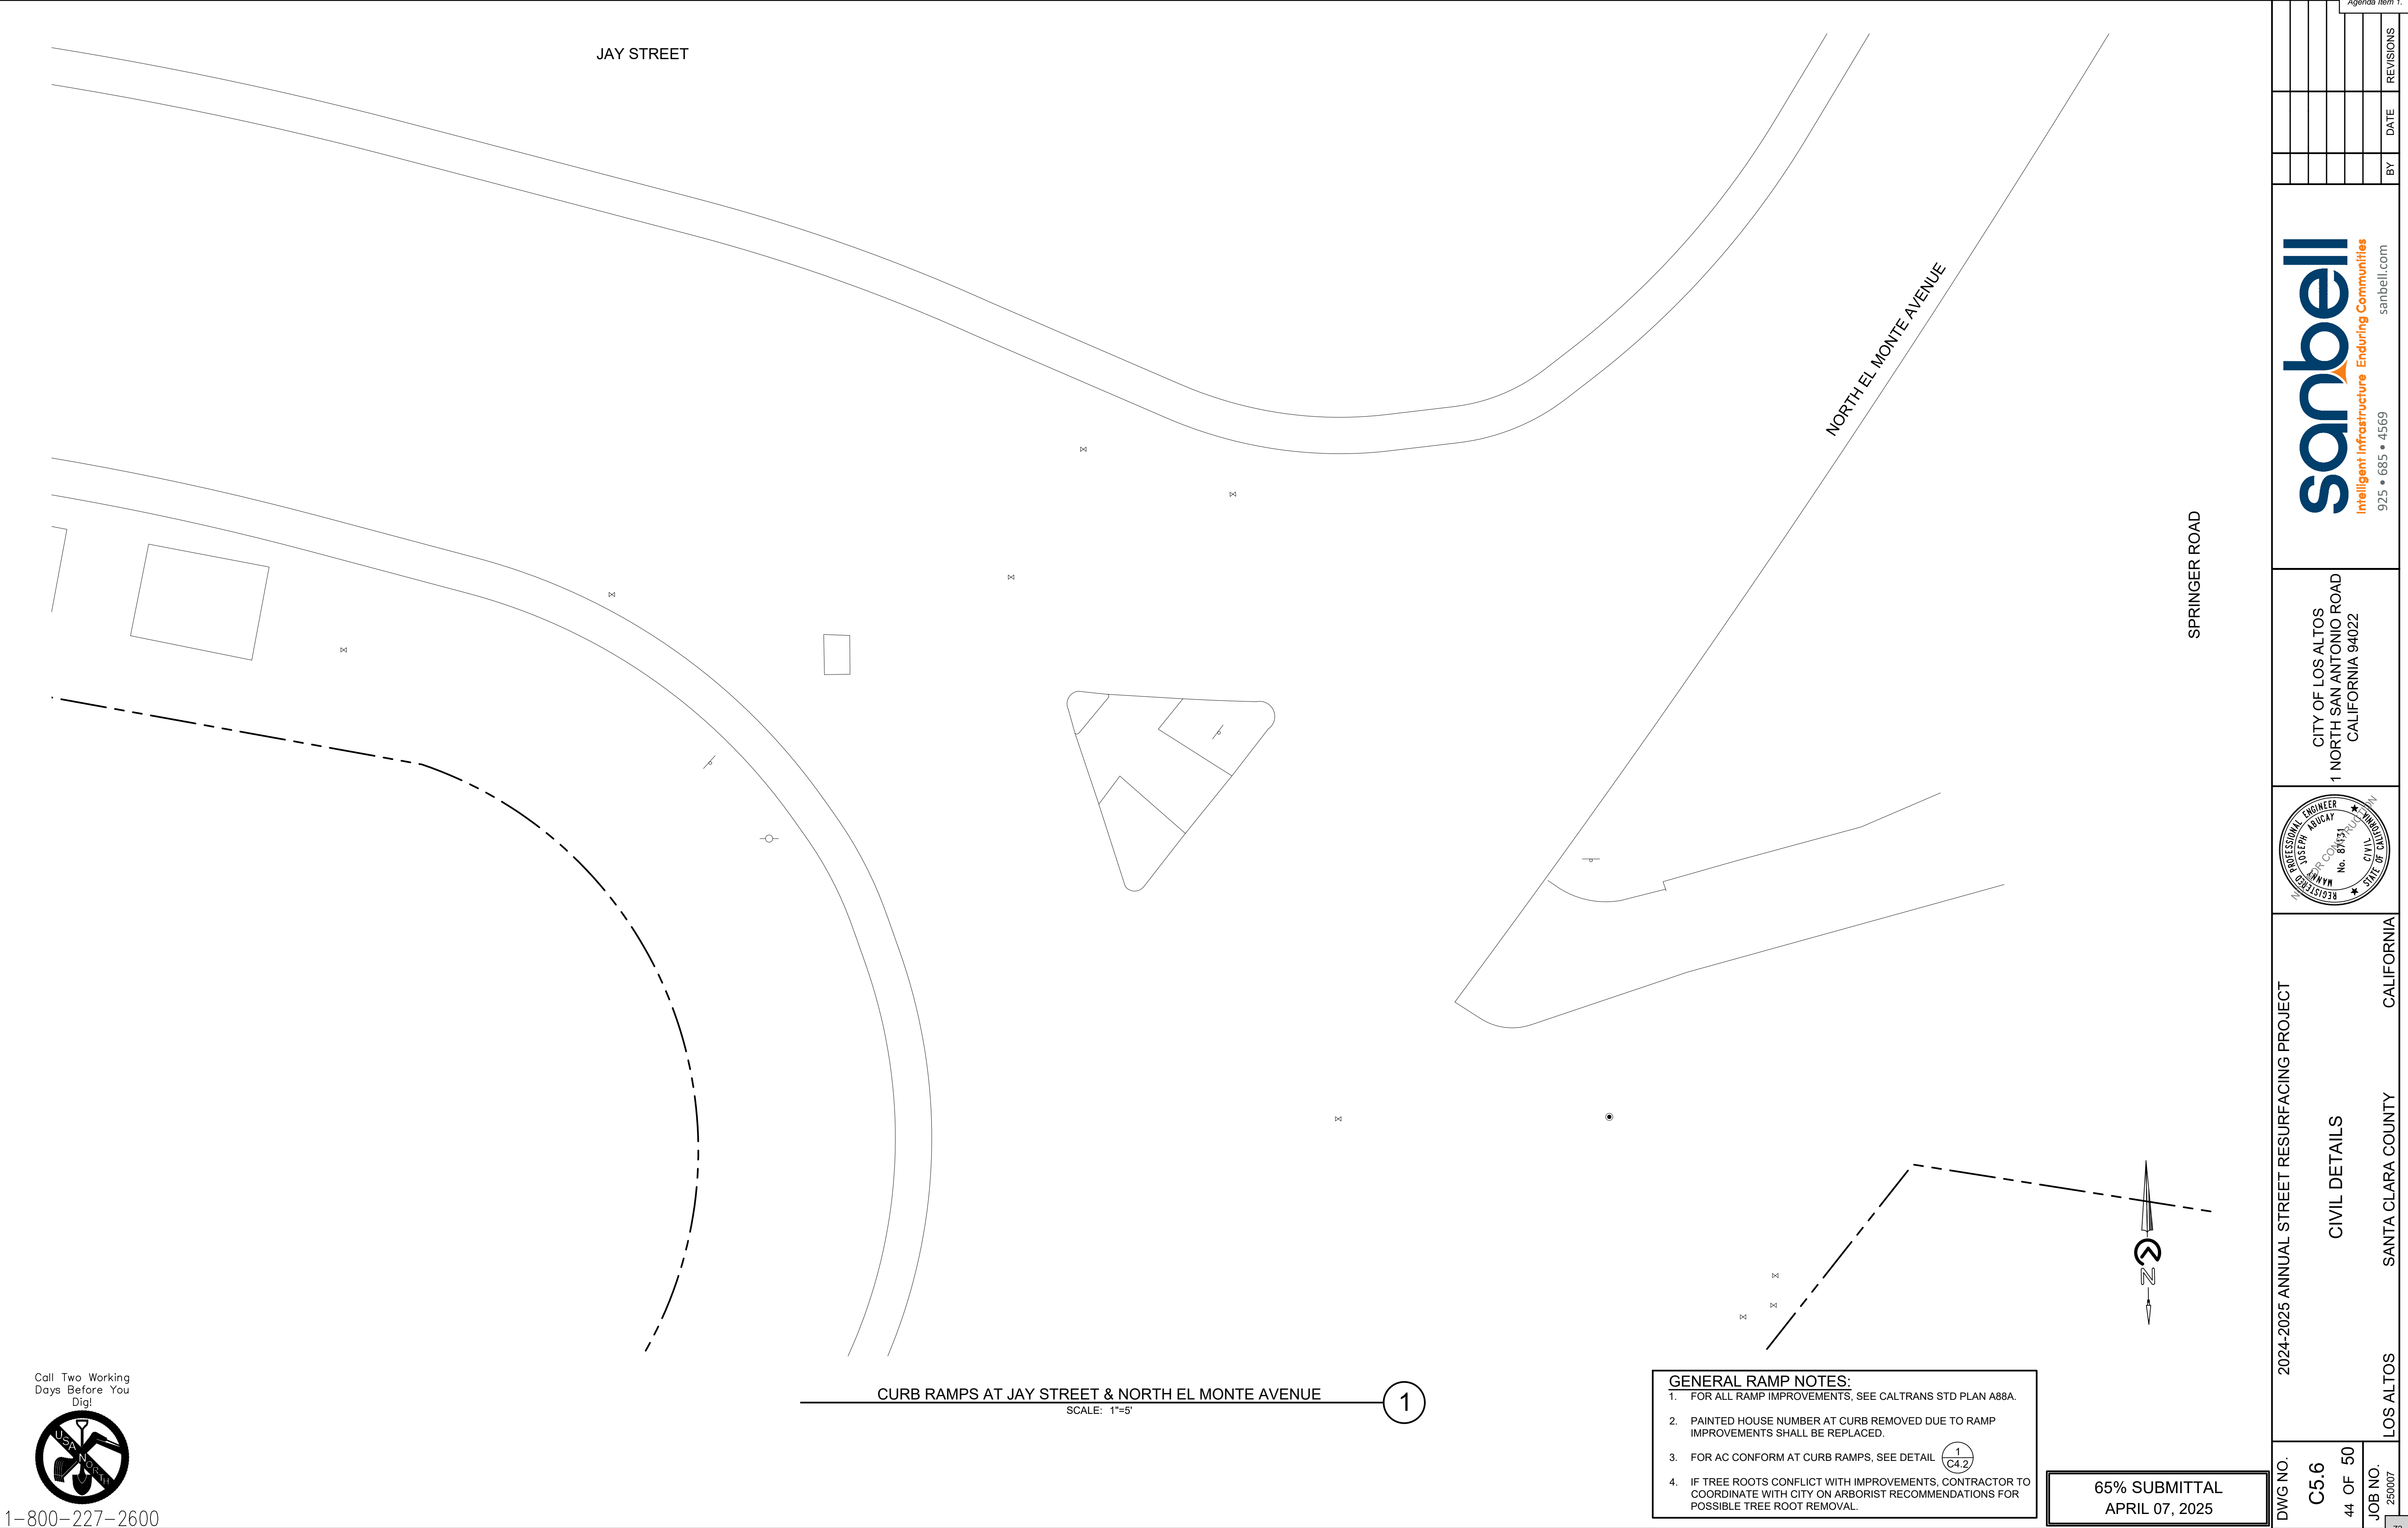 Agenda Item 1.
JAY STREET
NORTH EL MONTE AVENUE
SPRINGER ROAD
CURB RAMPS AT JAY STREET & NORTH EL MONTE AVENUE
SCALE: 1"=5'
1
Call Two Working
Days Before You
Dig!
USA NORTH
1-800-227-2600
GENERAL RAMP NOTES:
1. FOR ALL RAMP IMPROVEMENTS, SEE CALTRANS STD PLAN A88A.
2. PAINTED HOUSE NUMBER AT CURB REMOVED DUE TO RAMP
IMPROVEMENTS SHALL BE REPLACED.
3. FOR AC CONFORM AT CURB RAMPS, SEE DETAIL 1
C4.2
4. IF TREE ROOTS CONFLICT WITH IMPROVEMENTS, CONTRACTOR TO
COORDINATE WITH CITY ON ARBORIST RECOMMENDATIONS FOR
POSSIBLE TREE ROOT REMOVAL.
65% SUBMITTAL
APRIL 07, 2025
N
BY DATE REVISIONS
sanbell
Intelligent Infrastructure Enduring Communities
925 • 685 • 4569 sanbell.com
CITY OF LOS ALTOS
1 NORTH SAN ANTONIO ROAD
CALIFORNIA 94022
REGISTERED PROFESSIONAL ENGINEER
MANNY JOSEPH ABUCAY
No. 87131
CIVIL
STATE OF CALIFORNIA
2024-2025 ANNUAL STREET RESURFACING PROJECT
CIVIL DETAILS
LOS ALTOS SANTA CLARA COUNTY CALIFORNIA
DWG NO.
C5.6
44 OF 50
JOB NO.
250007